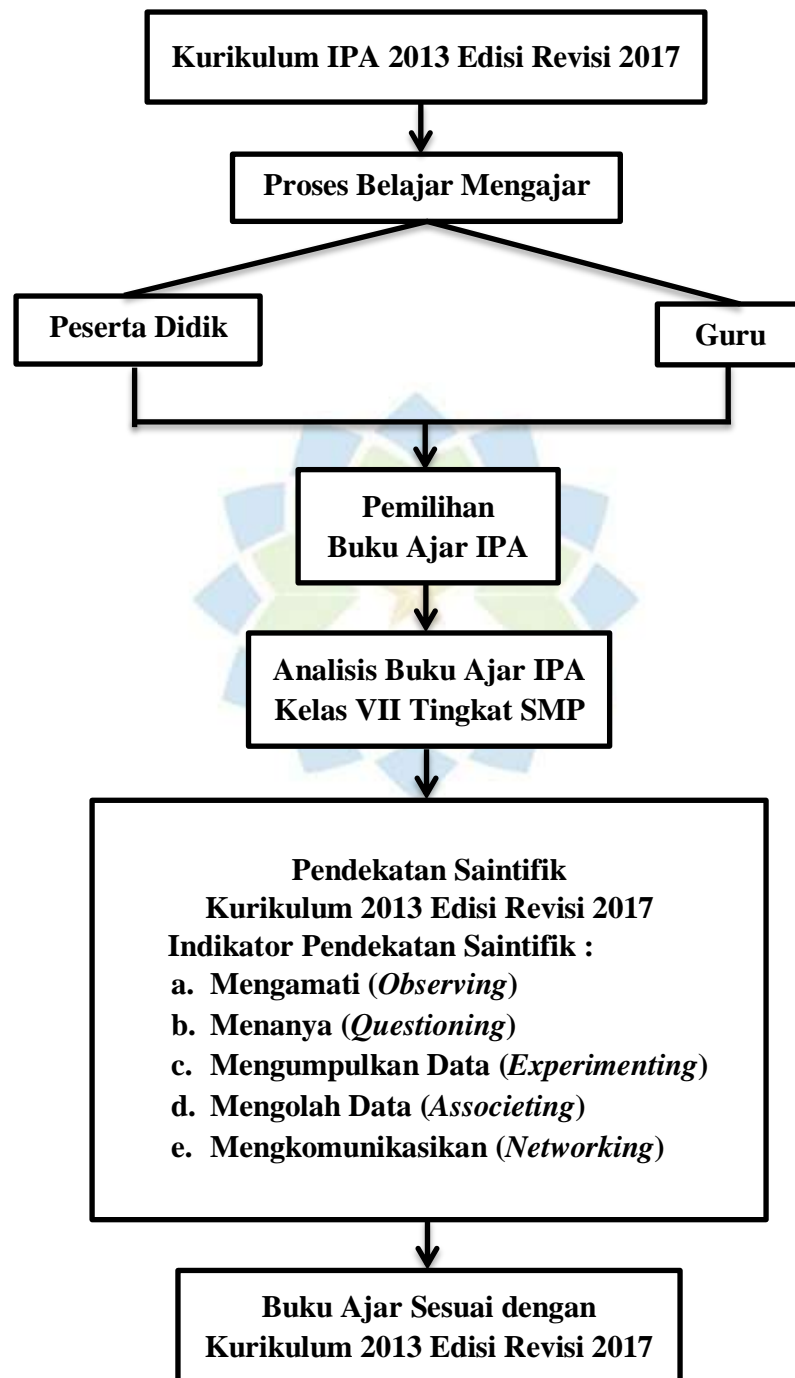 Kurikulum IPA 2013 Edisi Revisi 2017
Proses Belajar Mengajar
Peserta Didik
Guru
Pemilihan
Buku Ajar IPA
Analisis Buku Ajar IPA
Kelas VII Tingkat SMP
Pendekatan Saintifik
Kurikulum 2013 Edisi Revisi 2017
Indikator Pendekatan Saintifik :
a. Mengamati (Observing)
b. Menanya (Questioning)
c. Mengumpulkan Data (Experimenting)
d. Mengolah Data (Associeting)
e. Mengkomunikasikan (Networking)
Buku Ajar Sesuai dengan
Kurikulum 2013 Edisi Revisi 2017